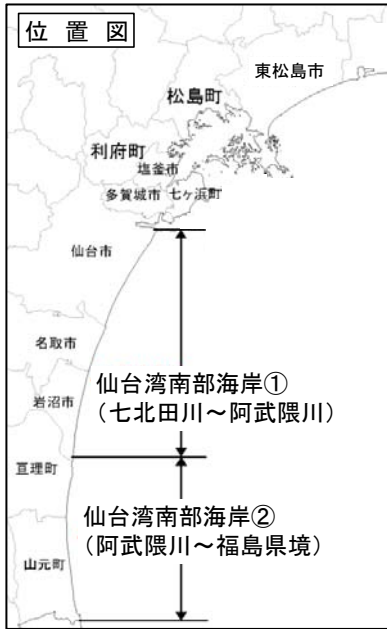 位置図
東松島市
松島町
利府町
塩釜市
多賀城市 七ヶ浜町
仙台市
名取市
仙台湾南部海岸①
（七北田川～阿武隈川）
岩沼市
亘理町
仙台湾南部海岸②
（阿武隈川～福島県境）
山元町